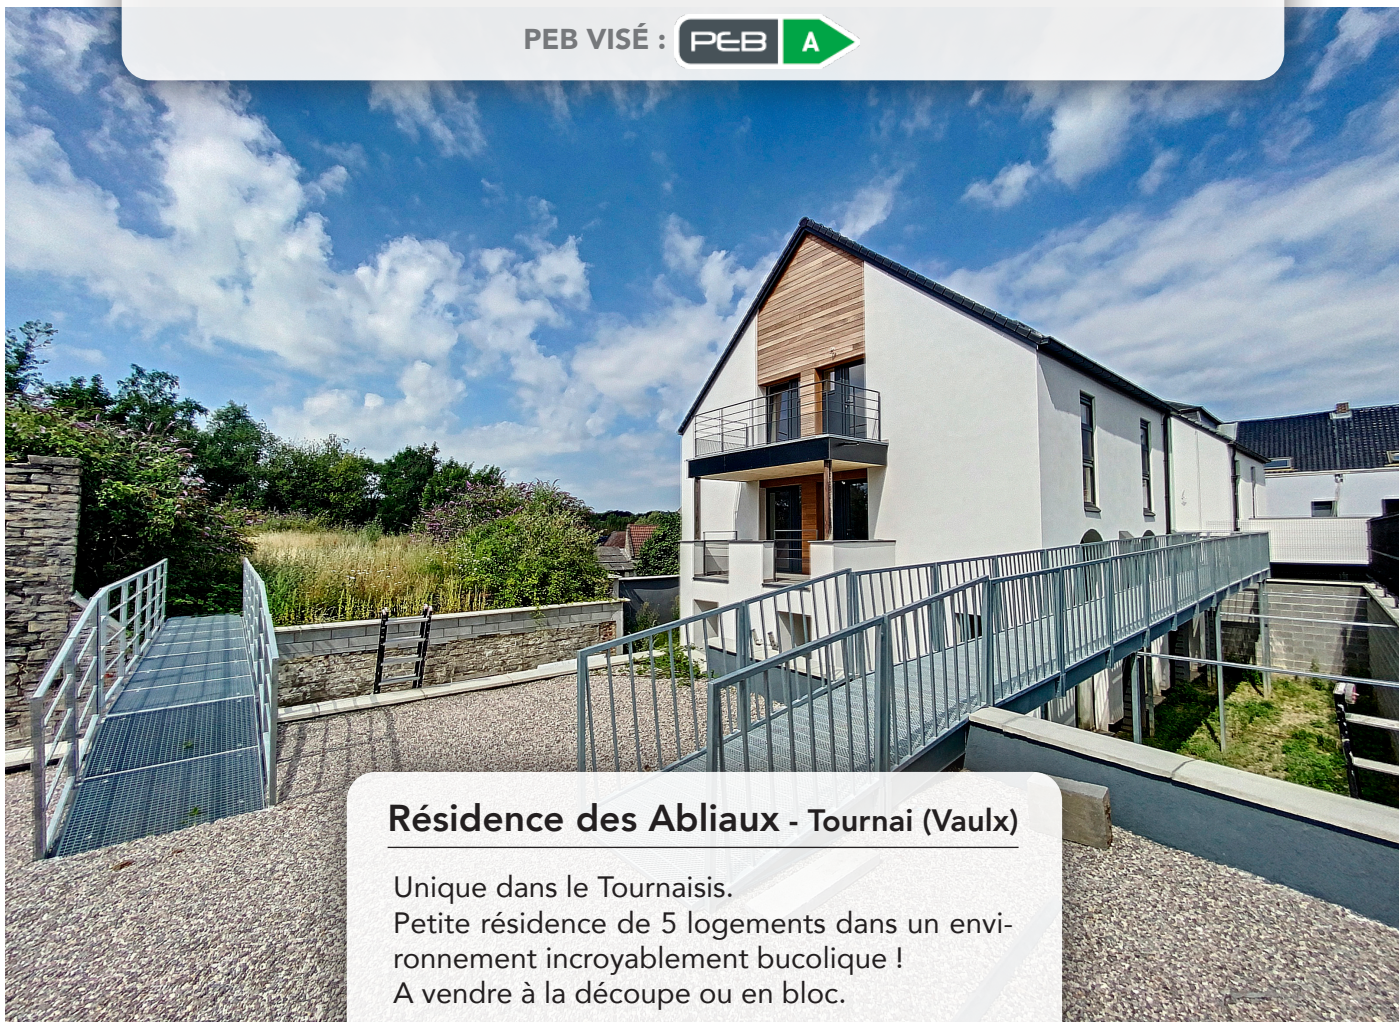 PEB VISÉ : PEB A
Résidence des Abliaux - Tournai (Vaulx)
Unique dans le Tournaisis.
Petite résidence de 5 logements dans un envi-
ronnement incroyablement bucolique !
A vendre à la découpe ou en bloc.